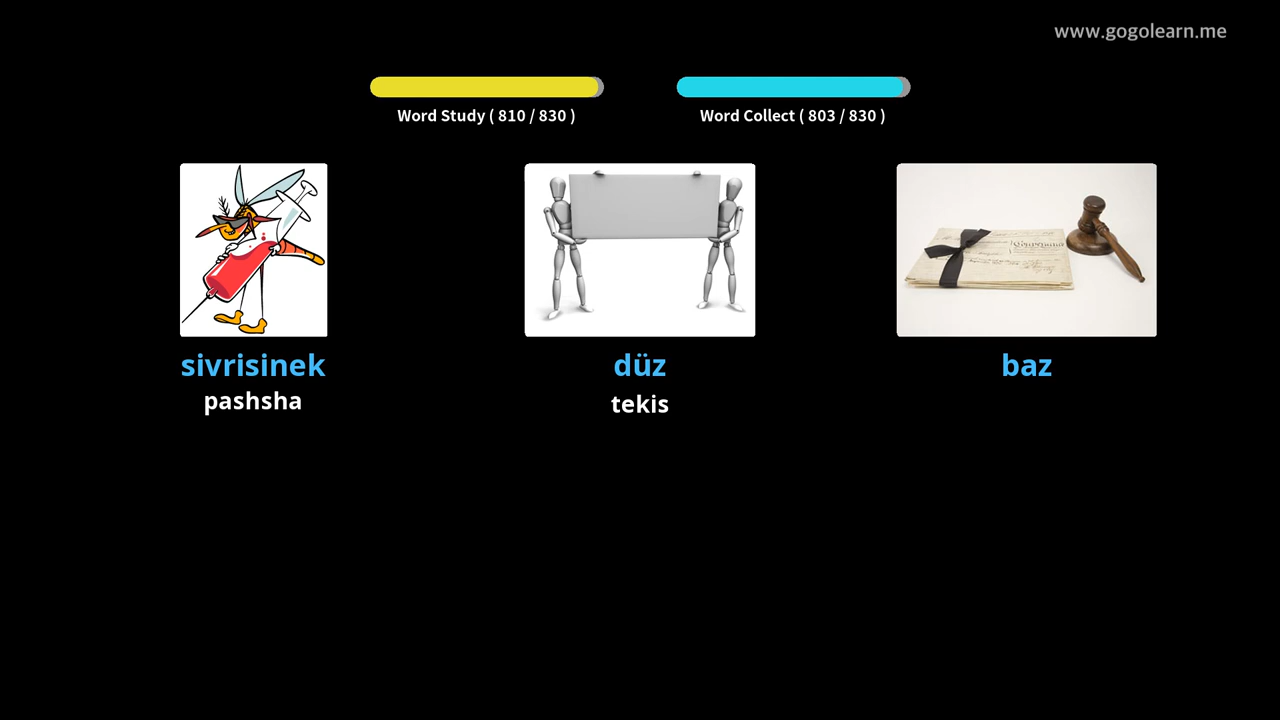 www.gogolearn.me
Word Study ( 810 / 830 )
Word Collect ( 803 / 830 )
sivrisinek
pashsha
düz
tekis
baz